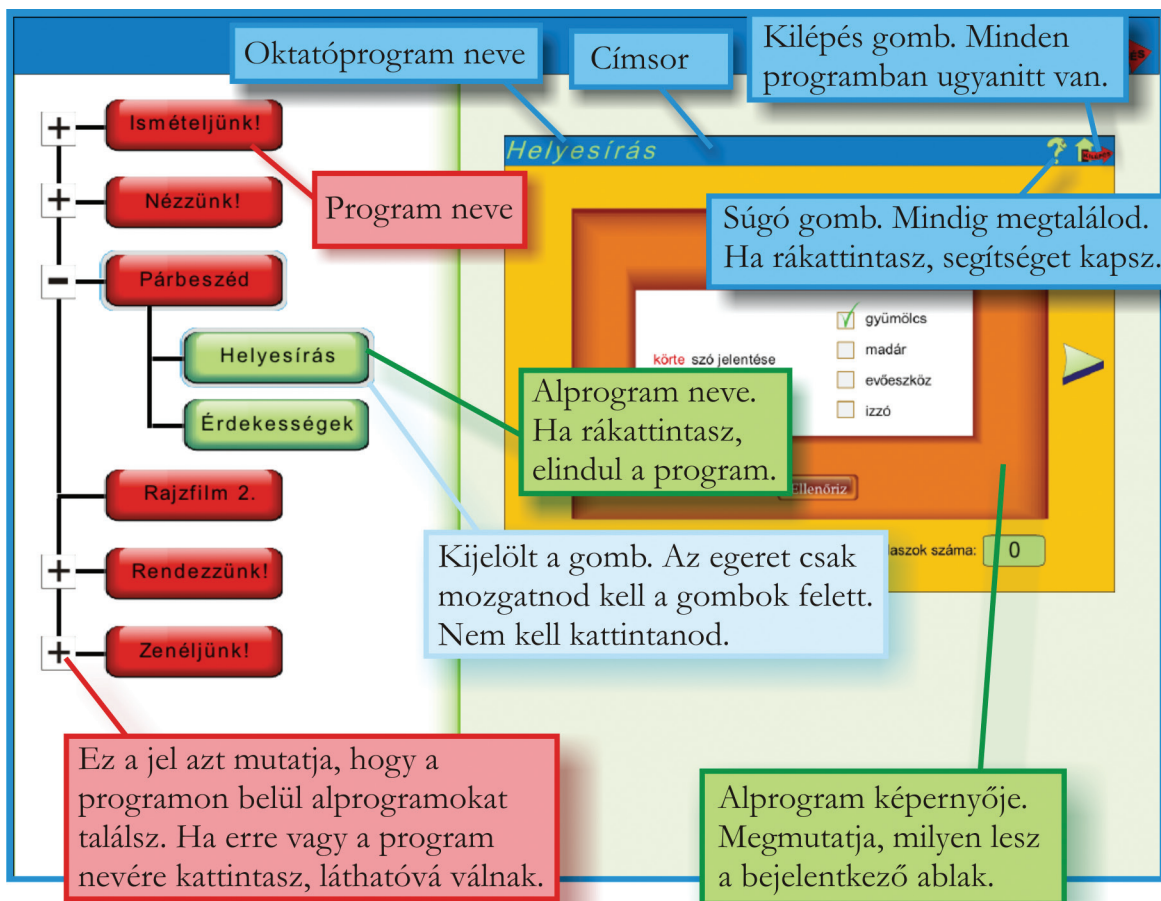 Oktatóprogram neve
Címsor
Kilépés gomb. Minden
programban ugyanitt van.
Ismételjünk!
Nézzünk!
Párbeszéd
Helyesírás
Érdekességek
Rajzfilm 2.
Rendezzünk!
Zenéljünk!
Program neve
Helyesírás
Súgó gomb. Mindig megtalálod.
Ha rákattintasz, segítséget kapsz.
gyümölcs
madár
evőeszköz
izzó
körte szó jelentése
Alprogram neve.
Ha rákattintasz,
elindul a program.
Ellenőriz
laszok száma: 0
Kijelölt a gomb. Az egeret csak
mozgatnod kell a gombok felett.
Nem kell kattintanod.
Ez a jel azt mutatja, hogy a
programon belül alprogramokat
találsz. Ha erre vagy a program
nevére kattintasz, láthatóvá válnak.
Alprogram képernyője.
Megmutatja, milyen lesz
a bejelentkező ablak.